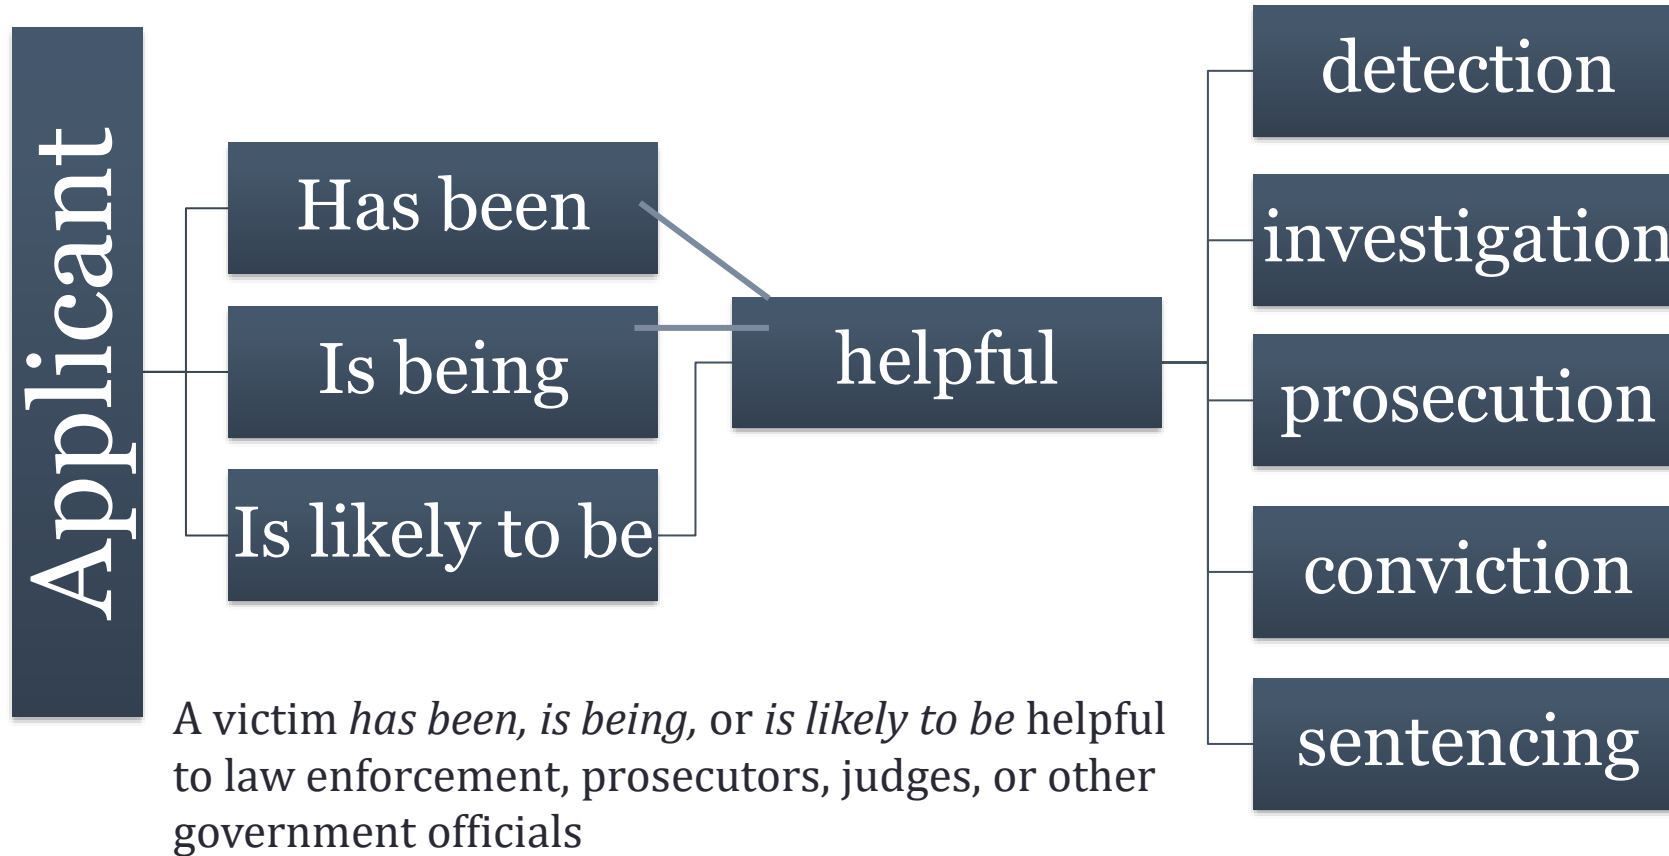 Applicant
Has been
Is being
Is likely to be
helpful
detection
investigation
prosecution
conviction
sentencing
A victim has been, is being, or is likely to be helpful
to law enforcement, prosecutors, judges, or other
government officials